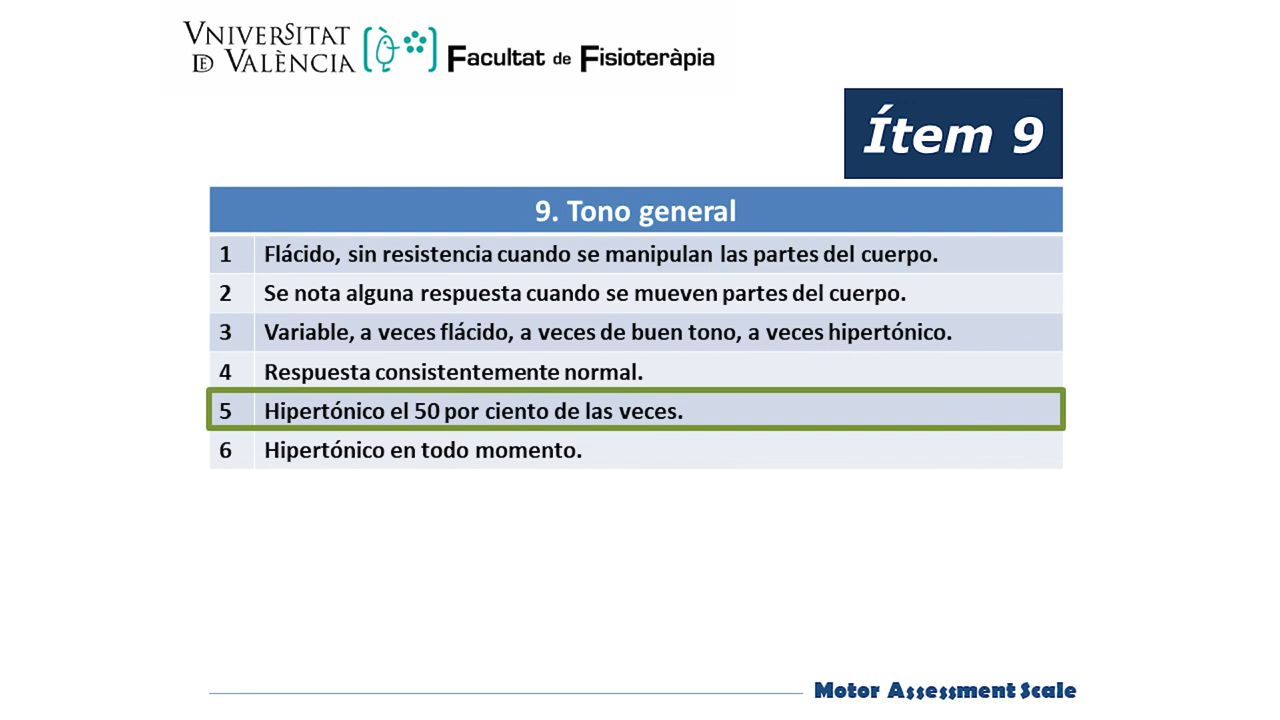 VNIVERSITAT
DE VALÈNCIA
Facultat de Fisioteràpia
Ítem 9
9. Tono general
1 Flácido, sin resistencia cuando se manipulan las partes del cuerpo.
2 Se nota alguna respuesta cuando se mueven partes del cuerpo.
3 Variable, a veces flácido, a veces de buen tono, a veces hipertónico.
4 Respuesta consistentemente normal.
5 Hipertónico el 50 por ciento de las veces.
6 Hipertónico en todo momento.
Motor Assessment Scale